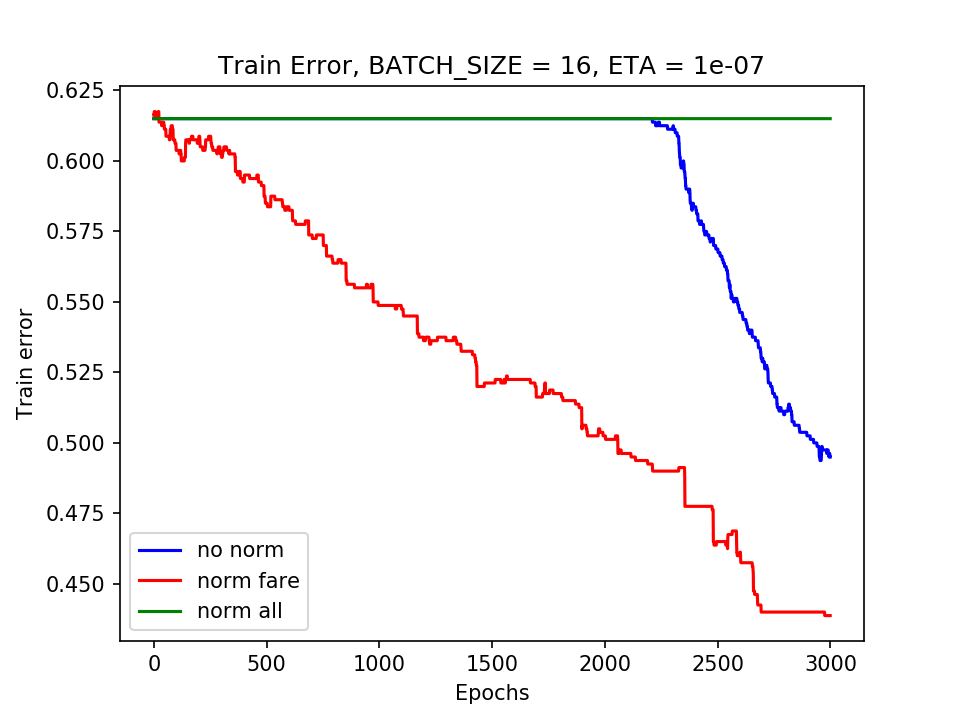 Train Error, BATCH_SIZE = 16, ETA = 1e-07
0.625
0.600
0.575
0.550
0.525
0.500
0.475
0.450
Train error
no norm
norm fare
norm all
0 500 1000 1500 2000 2500 3000
Epochs